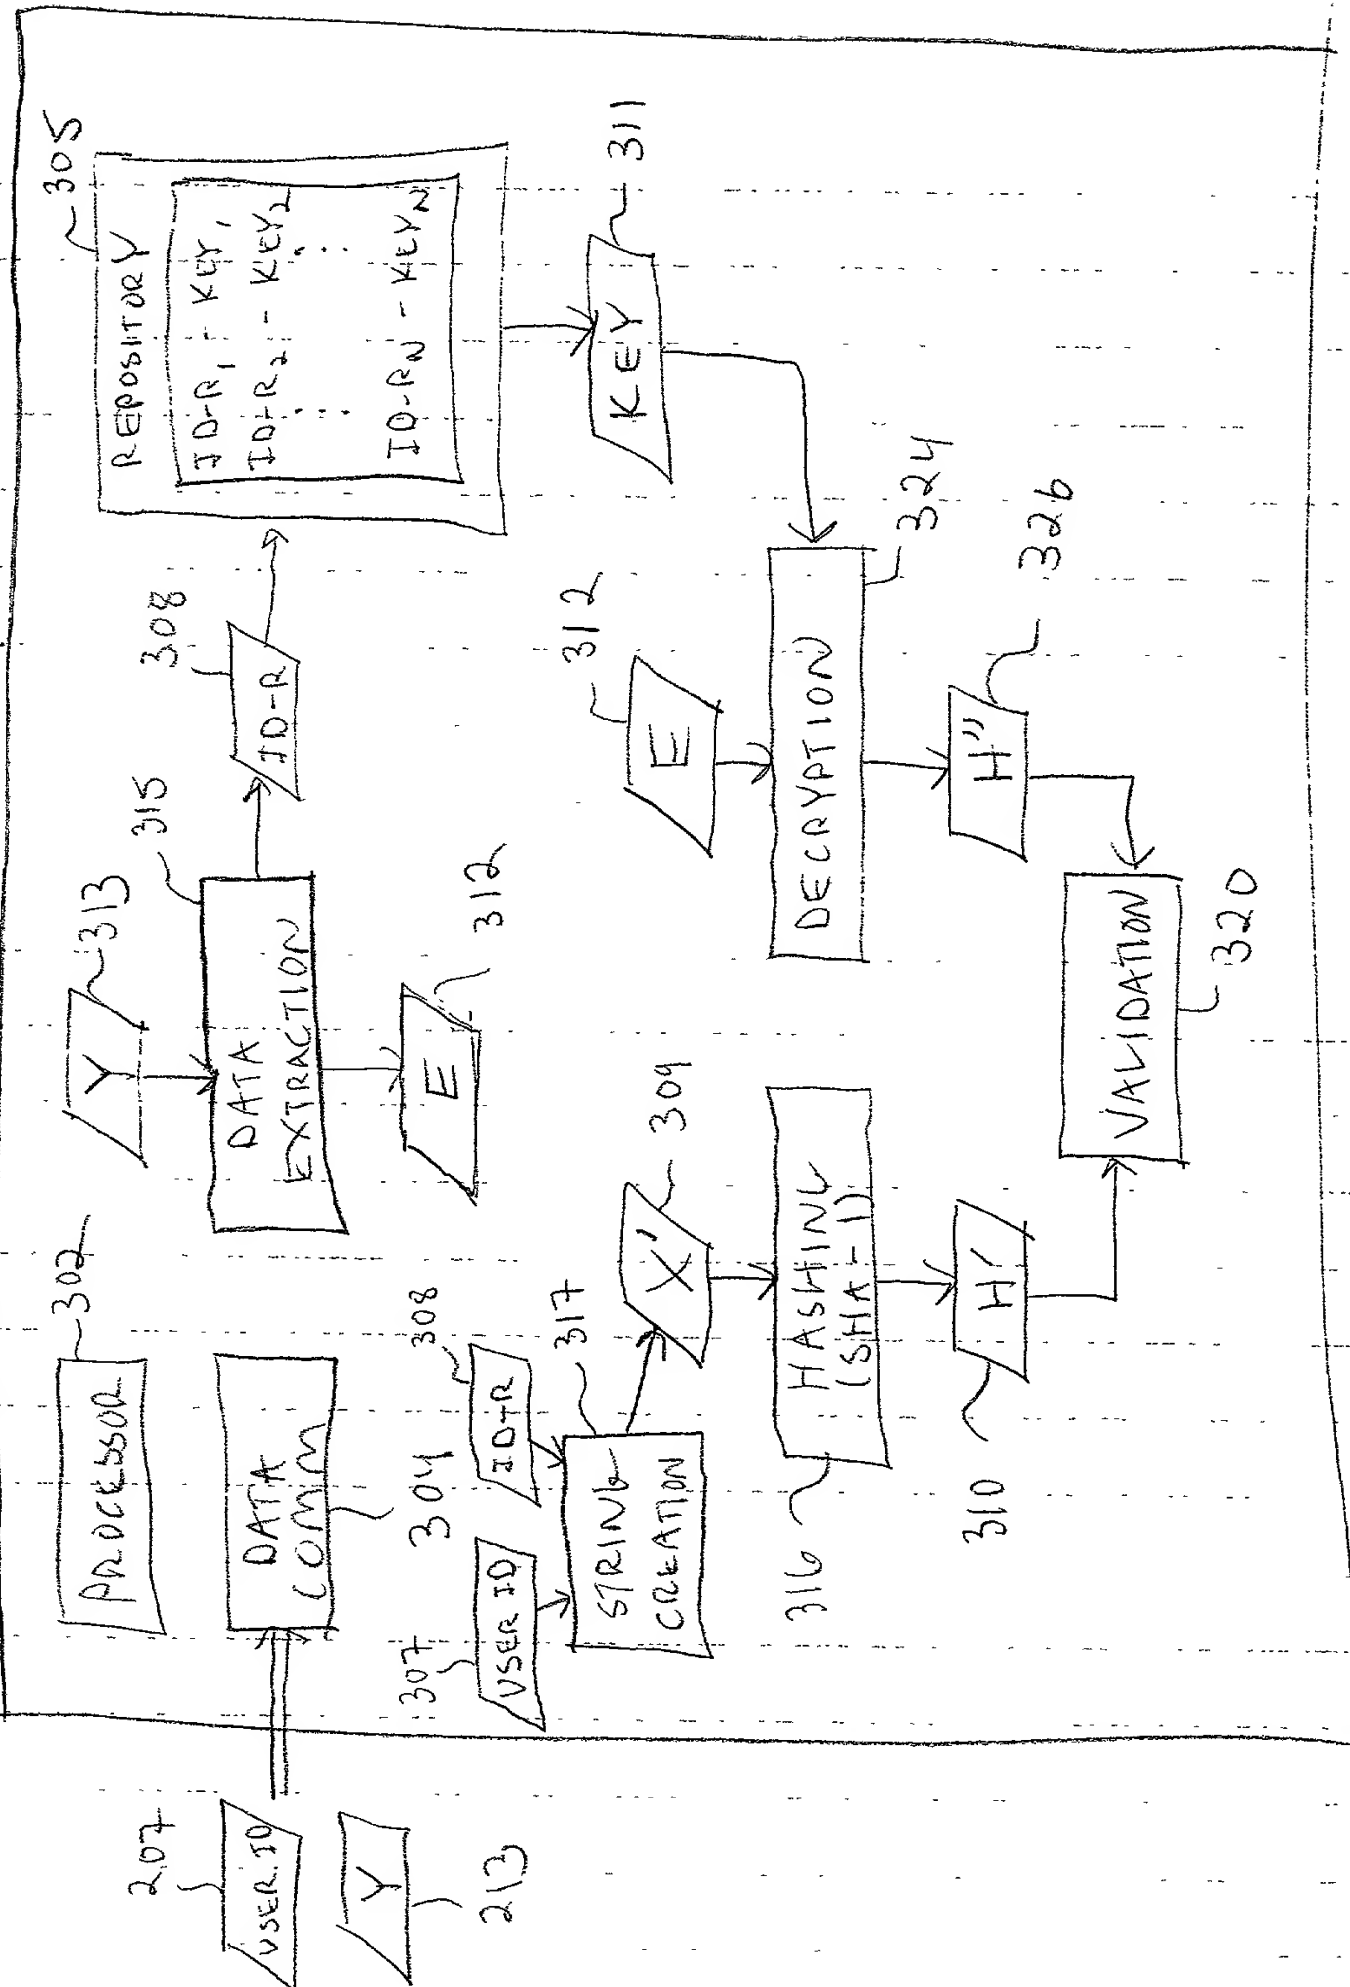 207
USER ID
Y
213
PROCESSOR
302
DATA
COMM
304
Y
313
DATA
EXTRACTION
315
E
312
ID-R
308
REPOSITORY
305
ID-R1 - KEY1
ID-R2 - KEY2
: :
ID-RN - KEYN
KEY
311
307
USER ID
ID-R
308
STRING
CREATION
317
X'
309
HASHING
(SHA-1)
316
H'
310
E
312
DECRYPTION
324
H"
326
VALIDATION
320